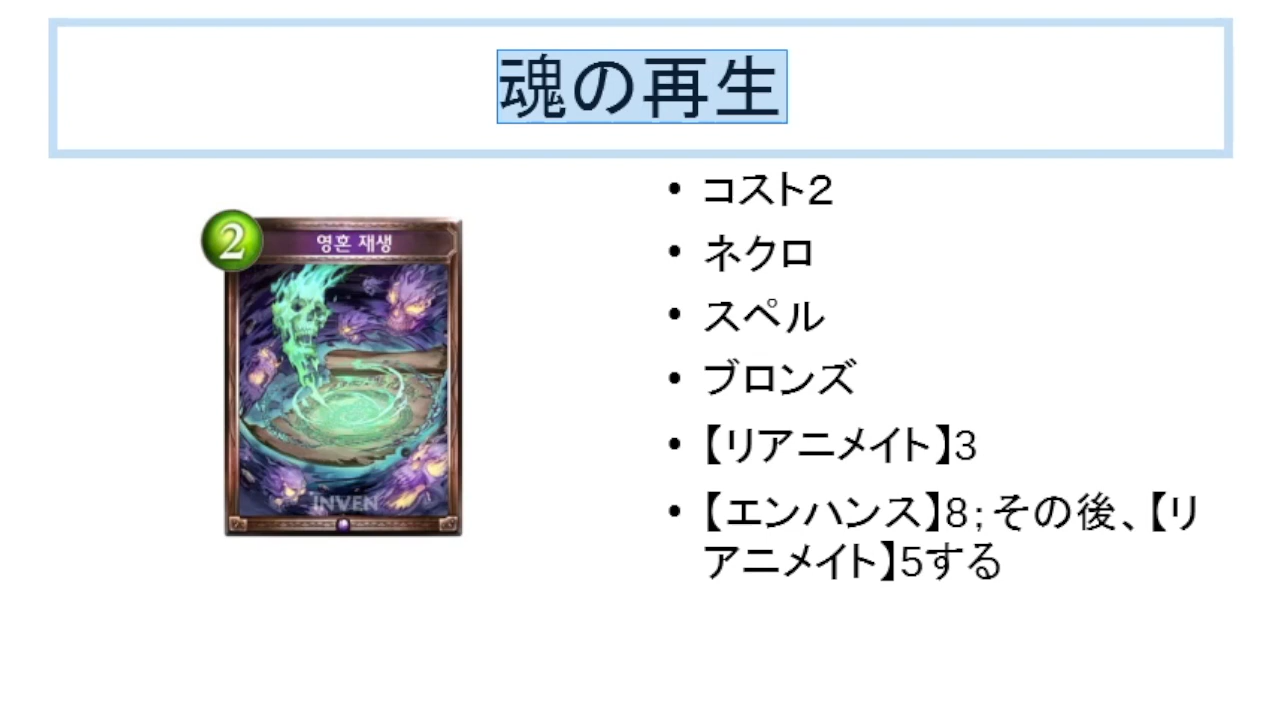 魂の再生
2
영혼 재생
INVEN
• コスト2
• ネクロ
• スペル
• ブロンズ
• 【リアニメイト】3
• 【エンハンス】8;その後、【リ
アニメイト】5する